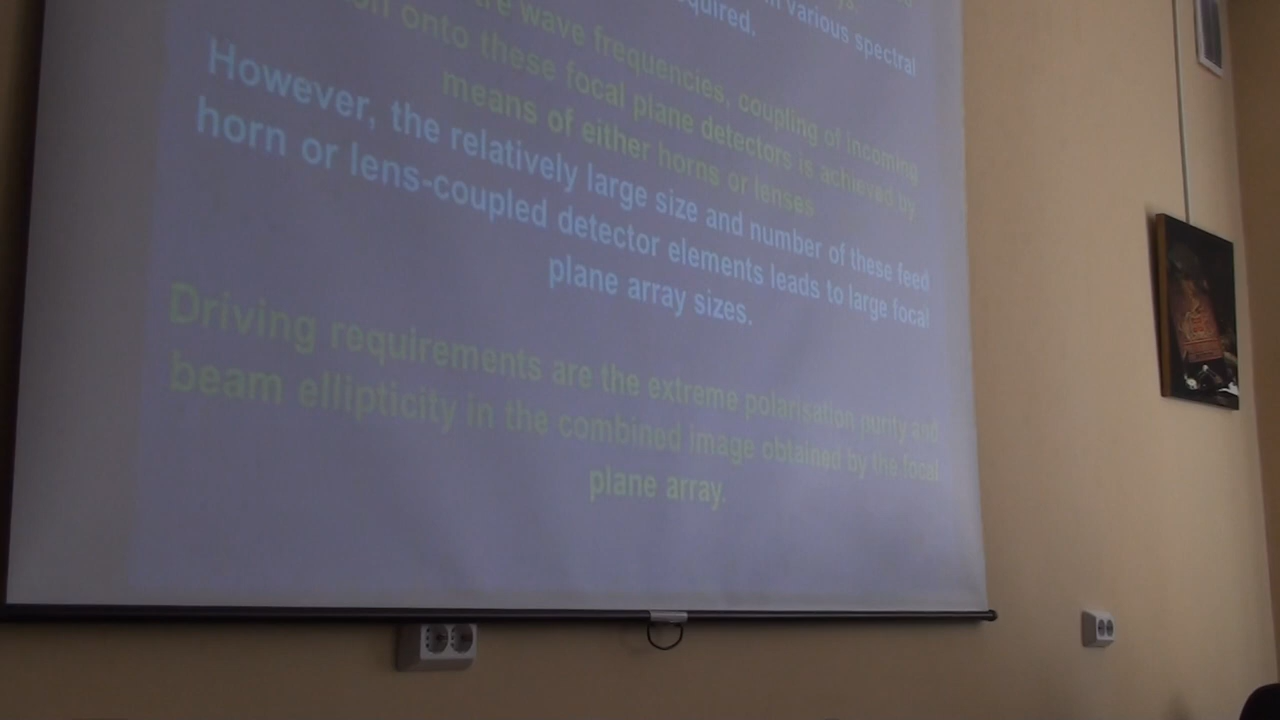 in various spectral
wave frequencies, coupling of incoming
onto these focal plane detectors is achieved by
means of either horns or lenses
However, the relatively large size and number of these feed
horn or lens-coupled detector elements leads to large focal
plane array sizes.
Driving requirements are the extreme polarisation purity and
beam ellipticity in the combined image obtained by the focal
plane array.